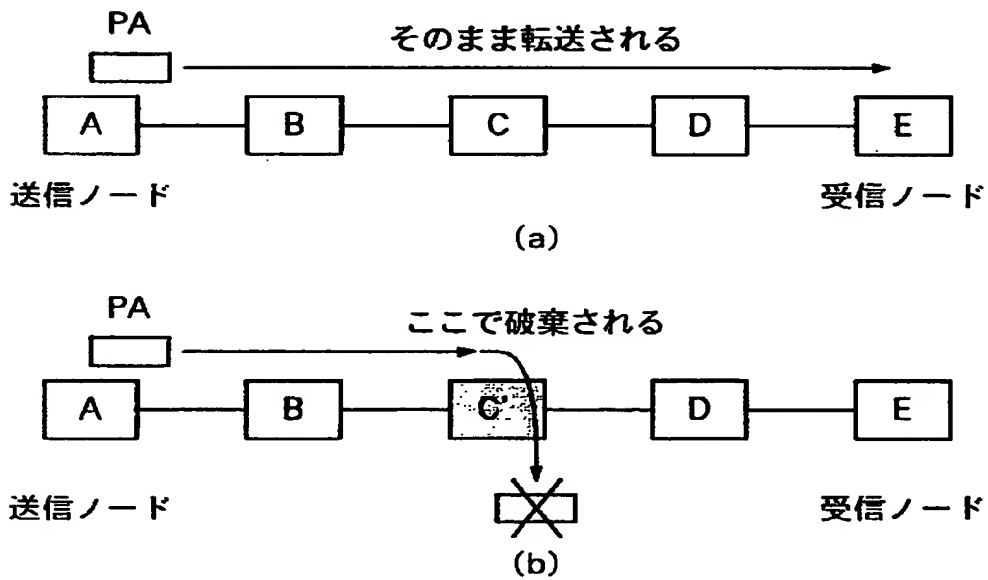 PA
そのまま転送される
A B C D E
送信ノード 受信ノード
(a)
PA
ここで破棄される
A B C' D E
送信ノード 受信ノード
(b)